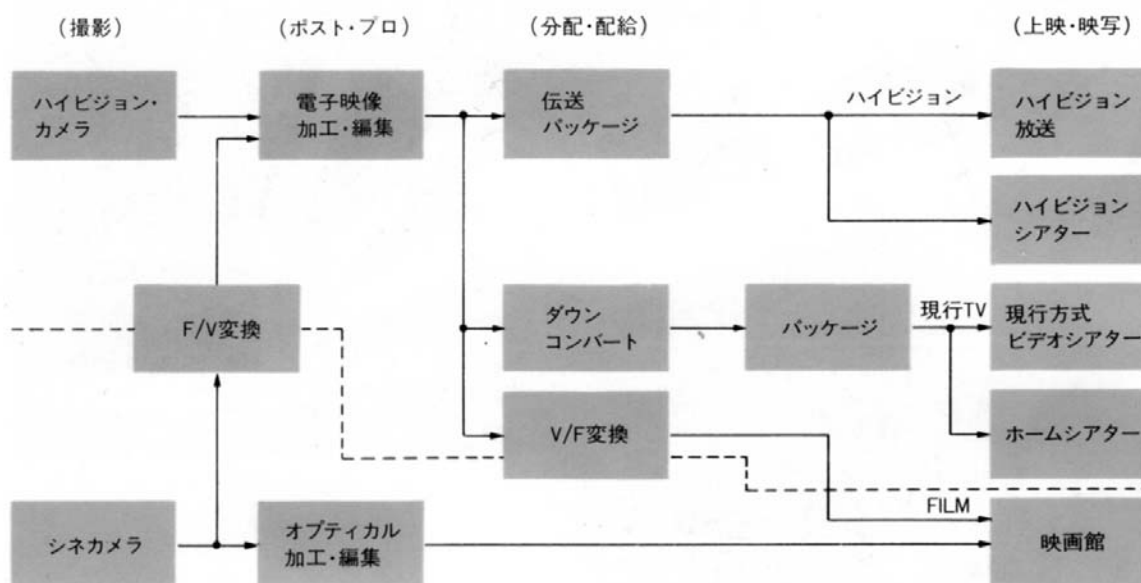 (撮影)
(ポスト・プロ)
(分配・配給)
(上映・映写)
ハイビジョン・
カメラ
電子映像
加工・編集
伝送
パッケージ
ハイビジョン
ハイビジョン
放送
ハイビジョン
シアター
F/V変換
ダウン
コンバート
パッケージ
現行TV
現行方式
ビデオシアター
V/F変換
ホームシアター
シネカメラ
オプティカル
加工・編集
FILM
映画館